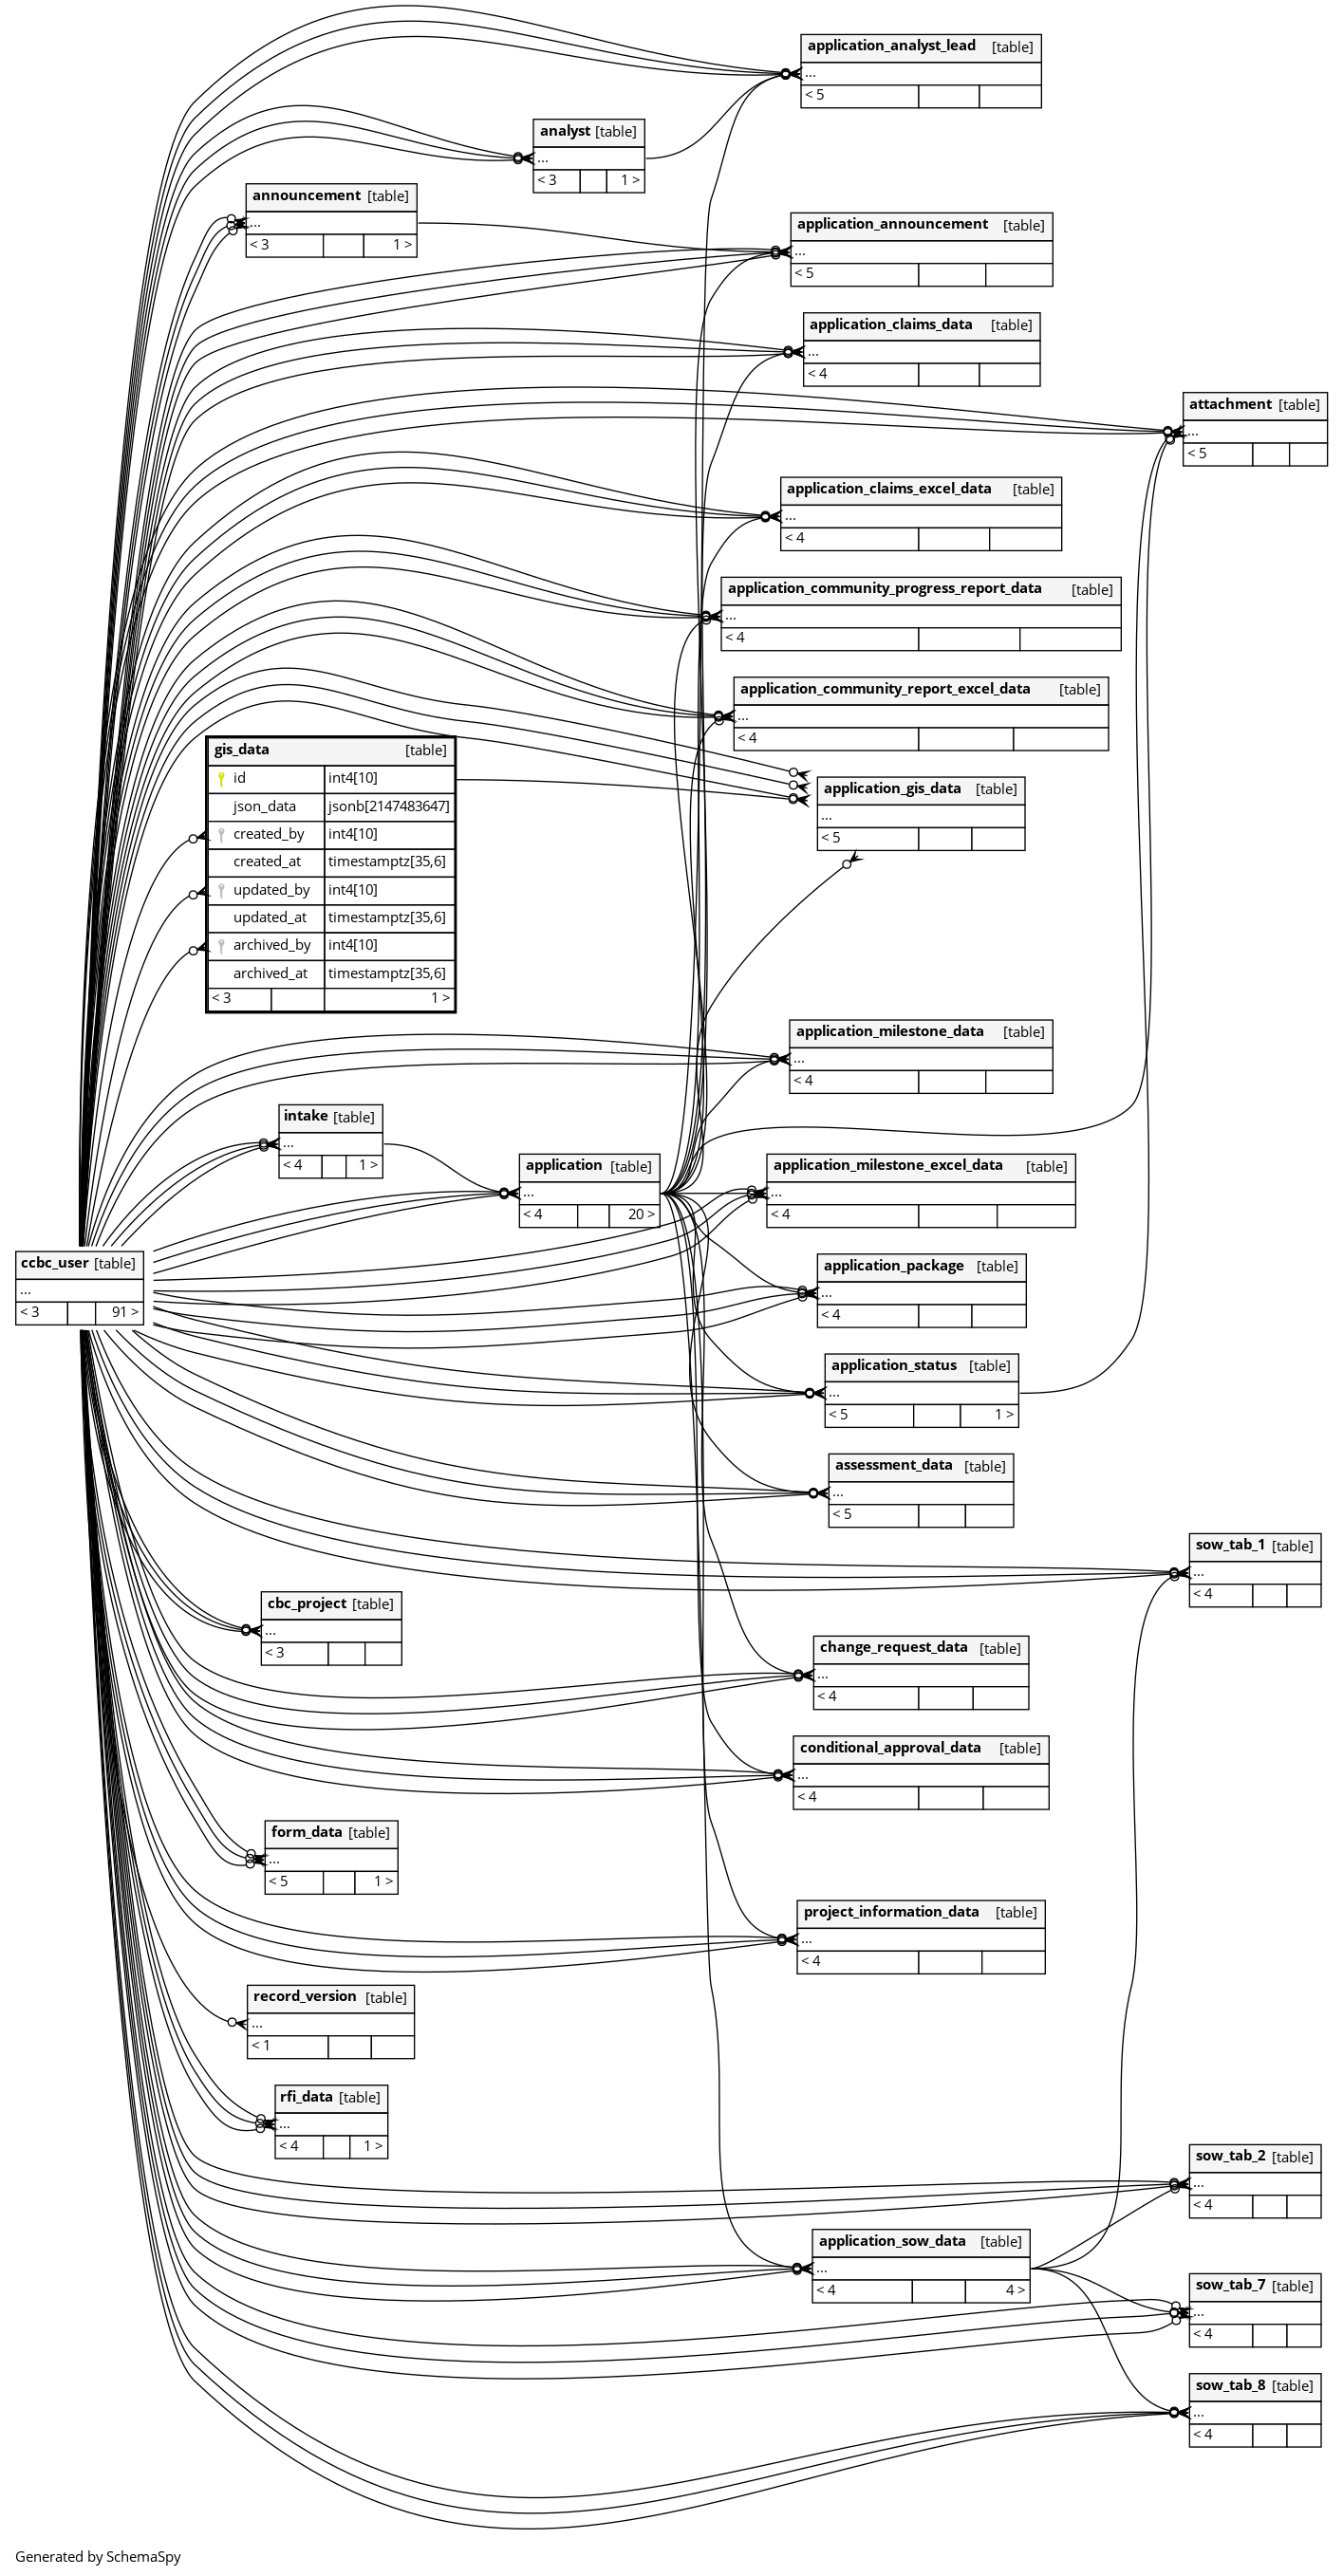 application_analyst_lead [table]
...
< 5
analyst [table]
...
< 3 1 >
announcement [table]
...
< 3 1 >
application_announcement [table]
...
< 5
application_claims_data [table]
...
< 4
attachment [table]
...
< 5
application_claims_excel_data [table]
...
< 4
application_community_progress_report_data [table]
...
< 4
application_community_report_excel_data [table]
...
< 4
gis_data [table]
id int4[10]
json_data jsonb[2147483647]
created_by int4[10]
created_at timestamptz[35,6]
updated_by int4[10]
updated_at timestamptz[35,6]
archived_by int4[10]
archived_at timestamptz[35,6]
< 3 1 >
application_gis_data [table]
...
< 5
application_milestone_data [table]
...
< 4
intake [table]
...
< 4 1 >
application [table]
...
< 4 20 >
application_milestone_excel_data [table]
...
< 4
ccbc_user [table]
...
< 3 91 >
application_package [table]
...
< 4
application_status [table]
...
< 5 1 >
assessment_data [table]
...
< 5
sow_tab_1 [table]
...
< 4
cbc_project [table]
...
< 3
change_request_data [table]
...
< 4
conditional_approval_data [table]
...
< 4
form_data [table]
...
< 5 1 >
project_information_data [table]
...
< 4
record_version [table]
...
< 1
rfi_data [table]
...
< 4 1 >
sow_tab_2 [table]
...
< 4
application_sow_data [table]
...
< 4 4 >
sow_tab_7 [table]
...
< 4
sow_tab_8 [table]
...
< 4
Generated by SchemaSpy